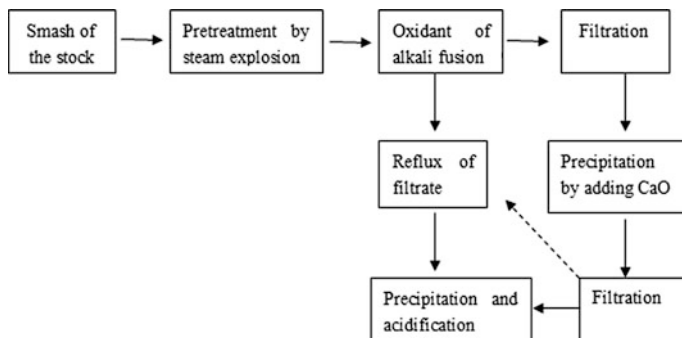 Smash of
the stock
Pretreatment by
steam explosion
Oxidant of
alkali fusion
Filtration
Reflux of
filtrate
Precipitation
by adding CaO
Precipitation and
acidification
Filtration